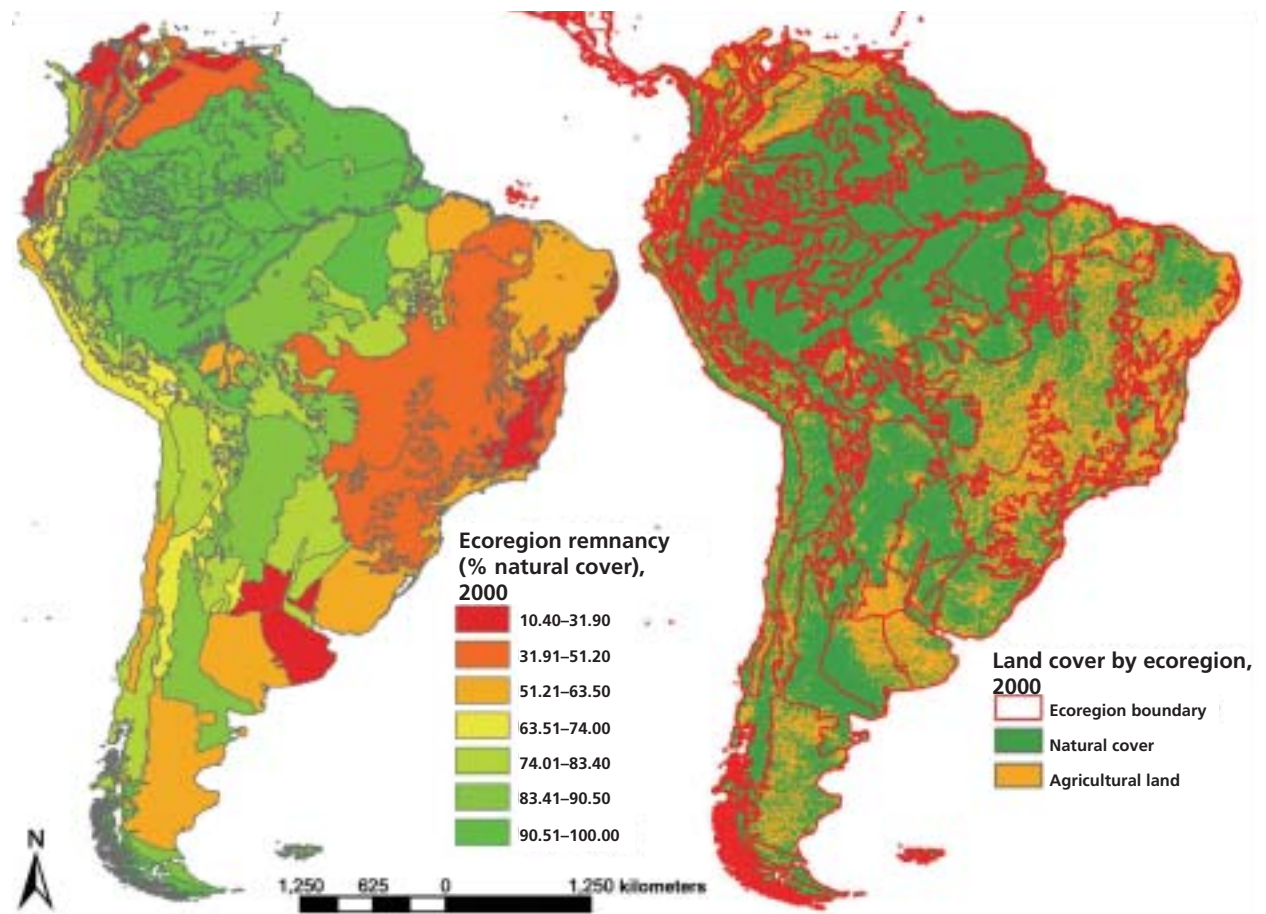 Ecoregion remnancy
(% natural cover),
2000
10.40–31.90
31.91–51.20
51.21–63.50
63.51–74.00
74.01–83.40
83.41–90.50
90.51–100.00
Land cover by ecoregion,
2000
Ecoregion boundary
Natural cover
Agricultural land
N
1,250 625 0 1,250 kilometers